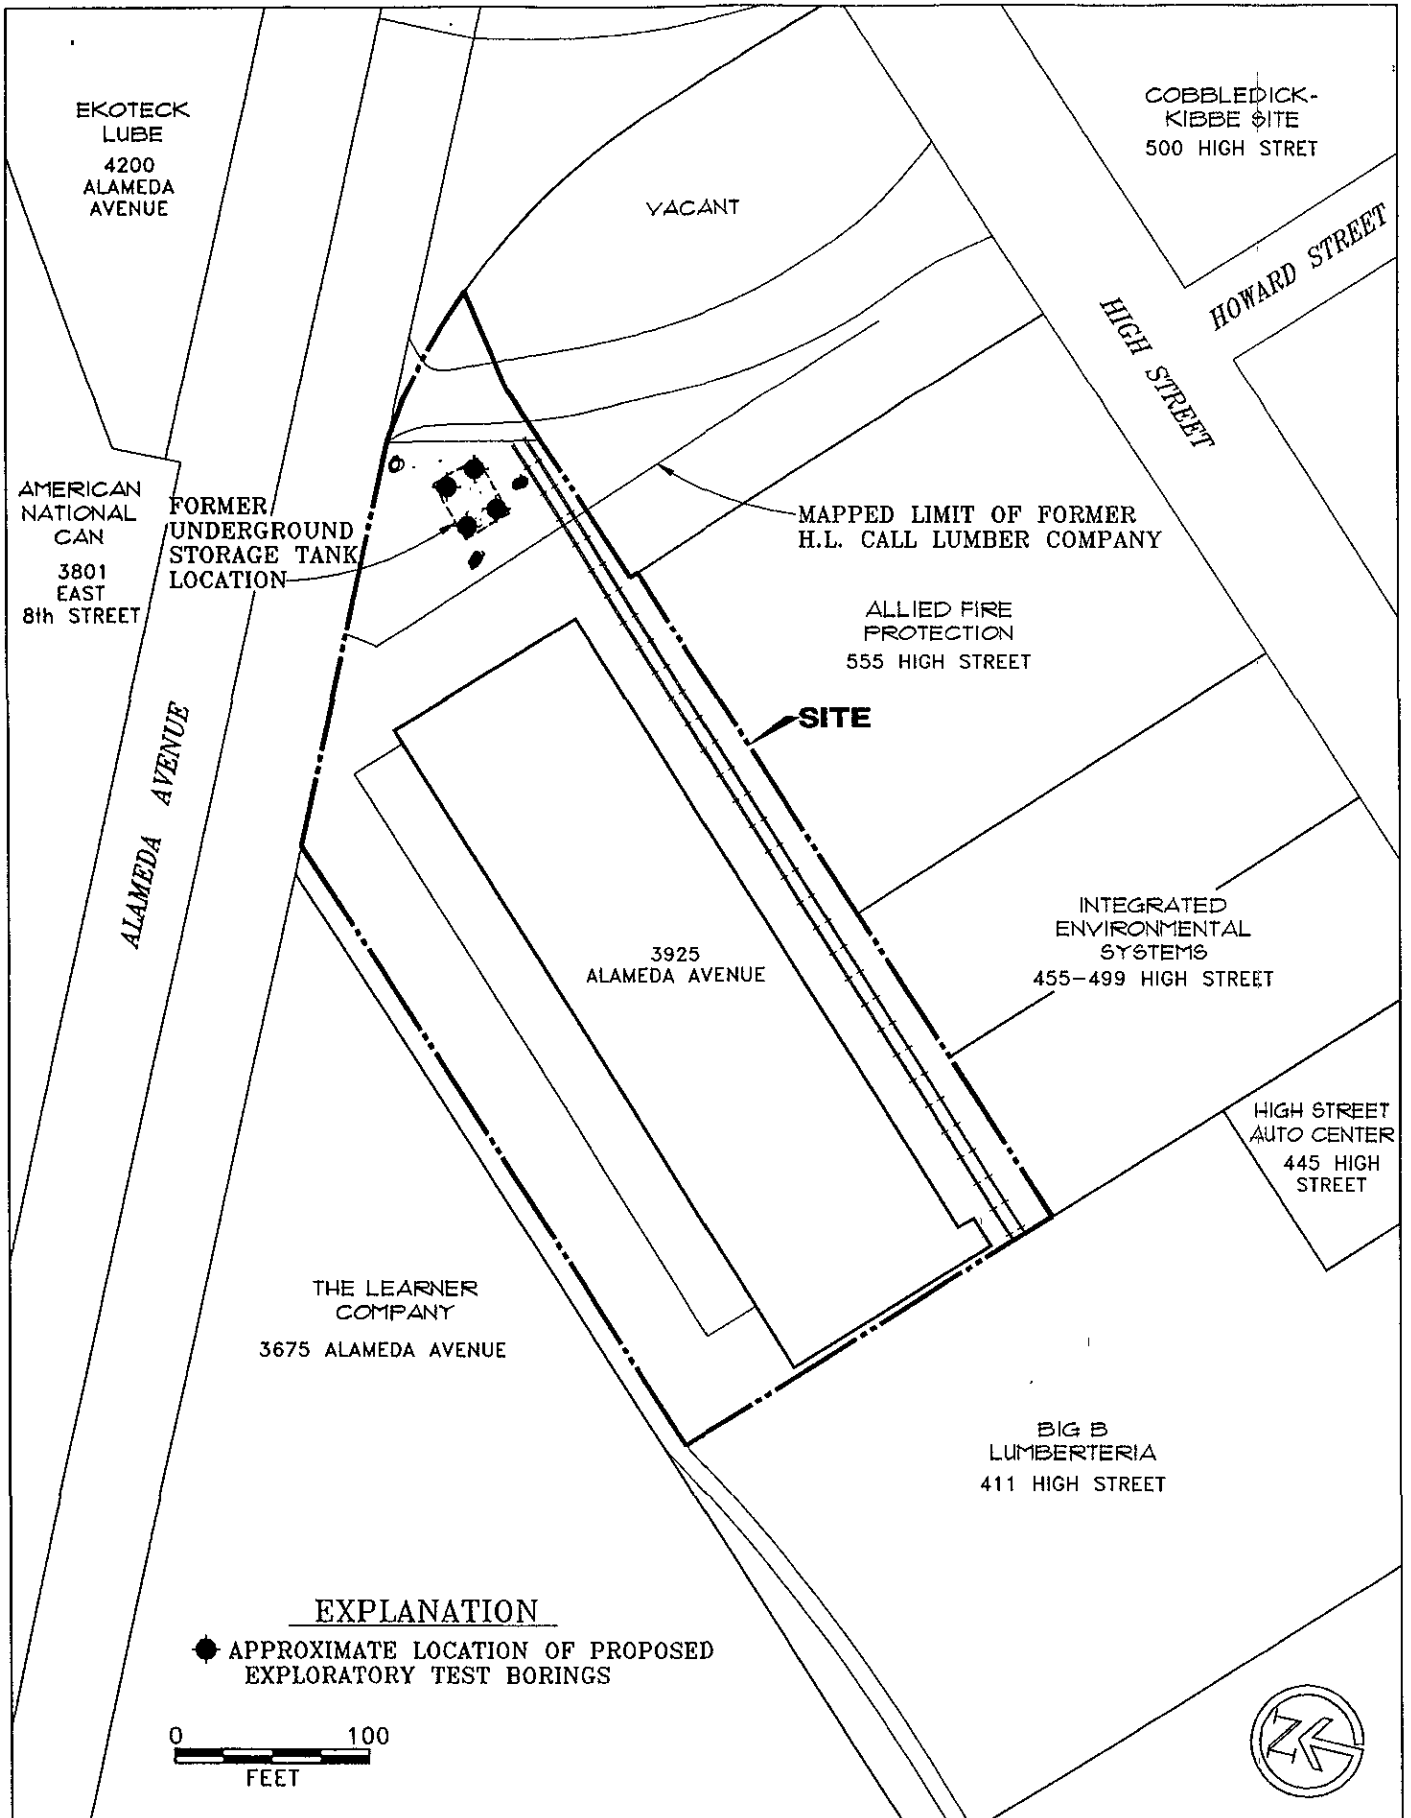 EKOTECK
LUBE
4200
ALAMEDA
AVENUE
COBBLEDICK-
KIBBE SITE
500 HIGH STRET
VACANT
HOWARD STREET
HIGH STREET
AMERICAN
NATIONAL
CAN
3801
EAST
8th STREET
FORMER
UNDERGROUND
STORAGE TANK
LOCATION
MAPPED LIMIT OF FORMER
H.L. CALL LUMBER COMPANY
ALLIED FIRE
PROTECTION
555 HIGH STREET
SITE
ALAMEDA AVENUE
3925
ALAMEDA AVENUE
INTEGRATED
ENVIRONMENTAL
SYSTEMS
455-499 HIGH STREET
HIGH STREET
AUTO CENTER
445 HIGH
STREET
THE LEARNER
COMPANY
3675 ALAMEDA AVENUE
BIG B
LUMBERTERIA
411 HIGH STREET
EXPLANATION
APPROXIMATE LOCATION OF PROPOSED
EXPLORATORY TEST BORINGS
0 100
FEET
N